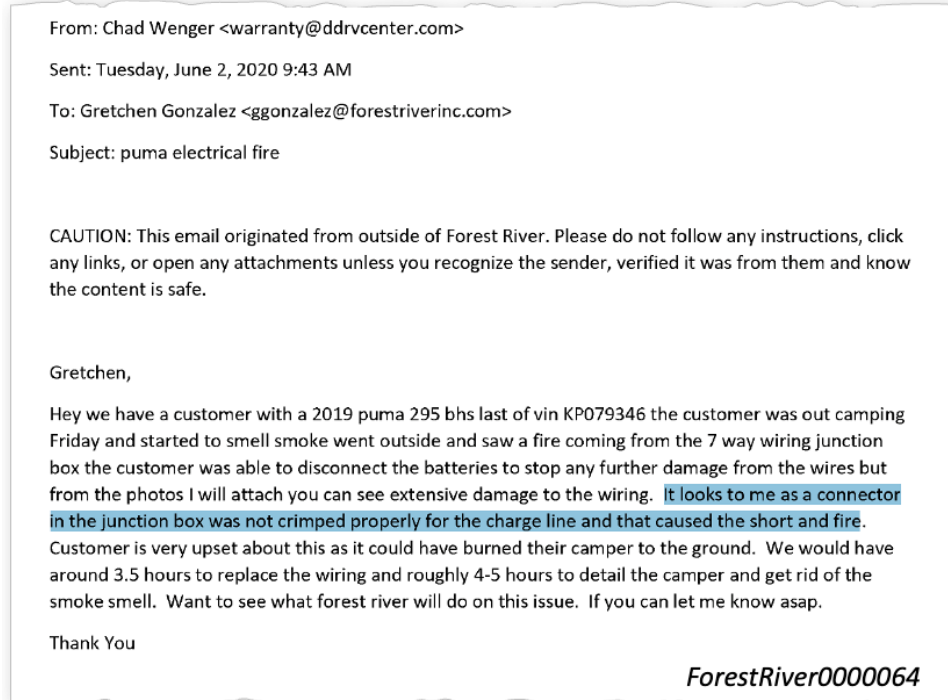 From: Chad Wenger <warranty@ddrvcenter.com>
Sent: Tuesday, June 2, 2020 9:43 AM
To: Gretchen Gonzalez <ggonzalez@forestriverinc.com>
Subject: puma electrical fire
CAUTION: This email originated from outside of Forest River. Please do not follow any instructions, click
any links, or open any attachments unless you recognize the sender, verified it was from them and know
the content is safe.
Gretchen,
Hey we have a customer with a 2019 puma 295 bhs last of vin KP079346 the customer was out camping
Friday and started to smell smoke went outside and saw a fire coming from the 7 way wiring junction
box the customer was able to disconnect the batteries to stop any further damage from the wires but
from the photos I will attach you can see extensive damage to the wiring.  It looks to me as a connector
in the junction box was not crimped properly for the charge line and that caused the short and fire.
Customer is very upset about this as it could have burned their camper to the ground.  We would have
around 3.5 hours to replace the wiring and roughly 4-5 hours to detail the camper and get rid of the
smoke smell.  Want to see what forest river will do on this issue.  If you can let me know asap.
Thank You
ForestRiver0000064